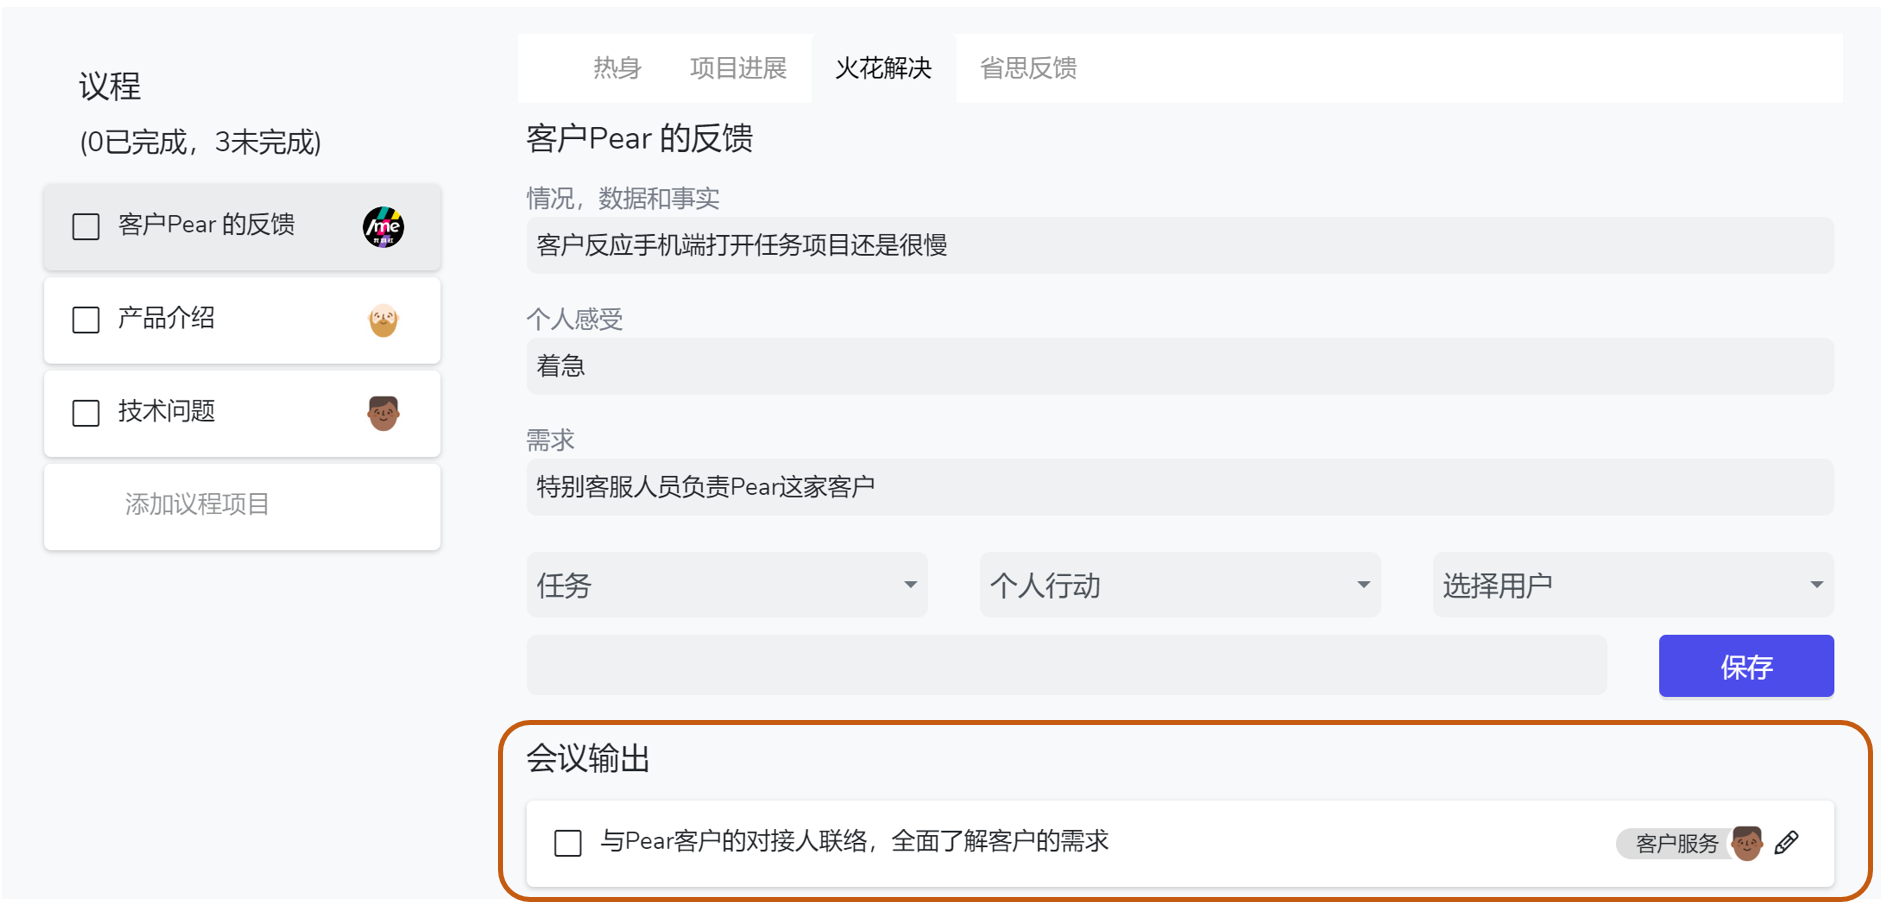 议程
(0已完成，3未完成)
客户Pear 的反馈
/me
产品介绍
技术问题
添加议程项目
热身
项目进展
火花解决
省思反馈
客户Pear 的反馈
情况，数据和事实
客户反应手机端打开任务项目还是很慢
个人感受
着急
需求
特别客服人员负责Pear这家客户
任务
个人行动
选择用户
保存
会议输出
与Pear客户的对接人联络，全面了解客户的需求
客户服务